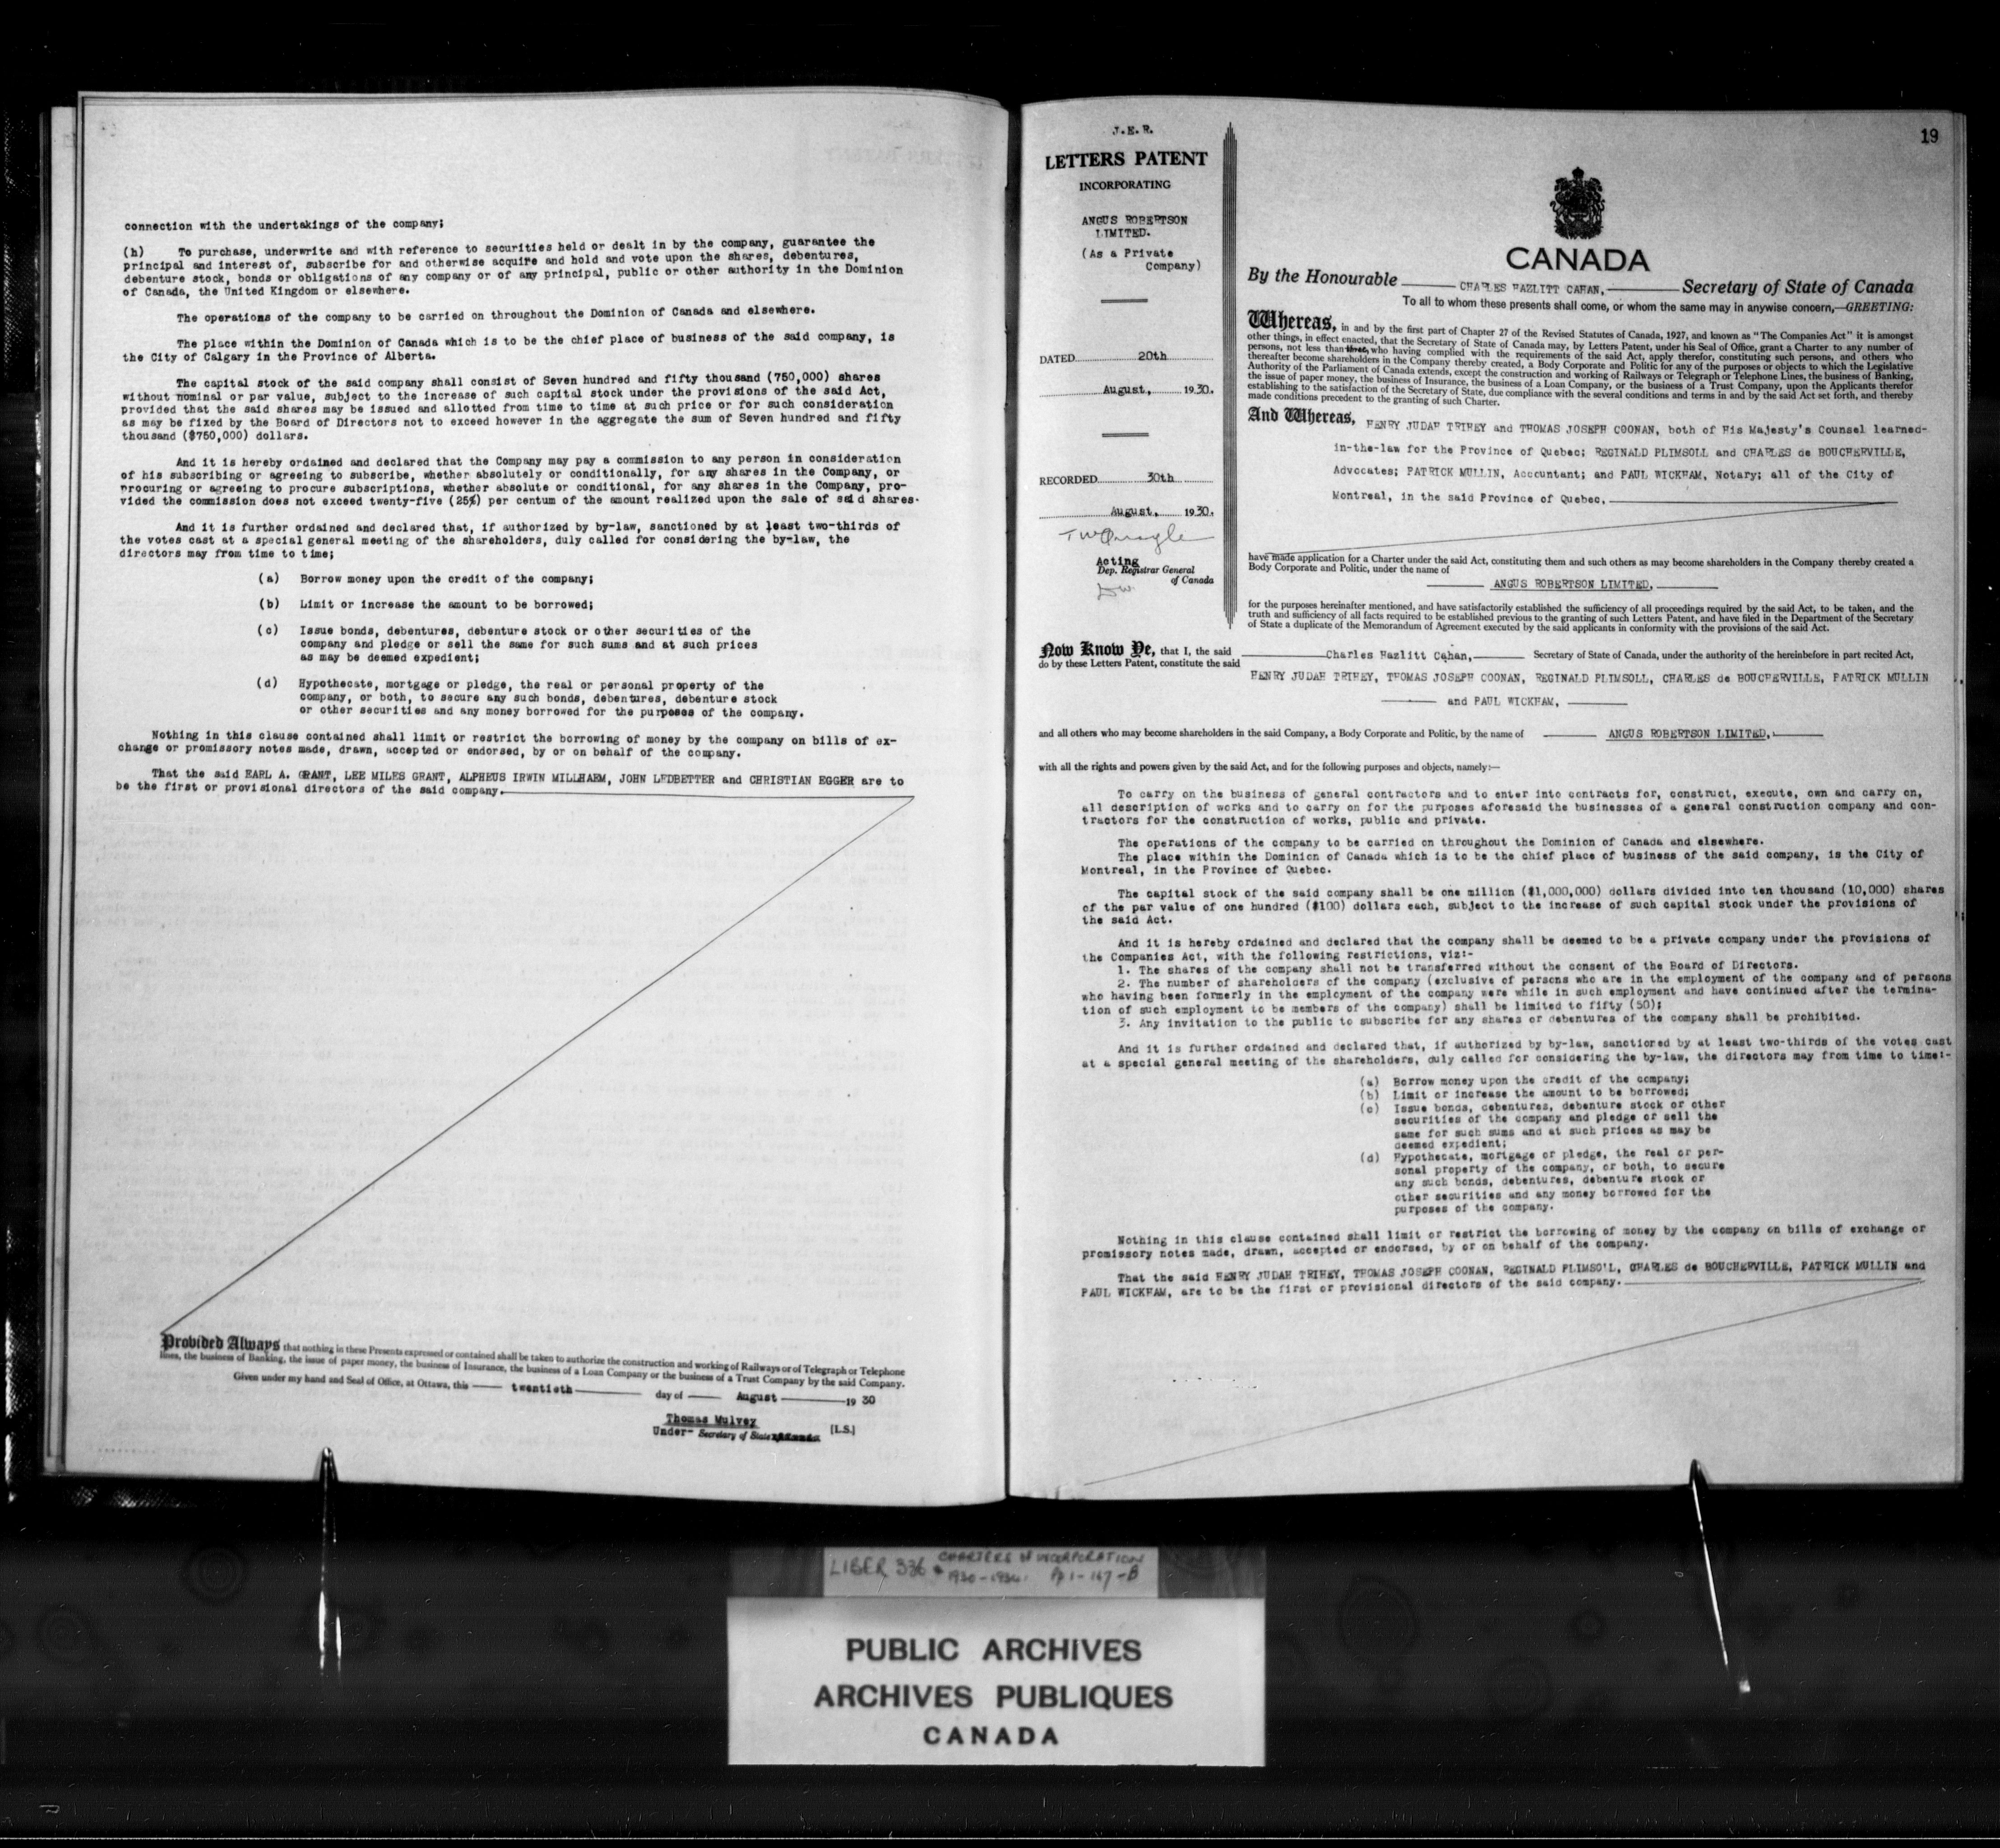 connection with the undertakings of the company;
(h) To purchase, underwrite and with reference to securities held or dealt in by the company, guarantee the
principal and interest of, subscribe for and otherwise acquire and hold and vote upon the shares, debentures,
debenture stock, bonds or obligations of any company or of any principal, public or other authority in the Dominion
of Canada, the United Kingdom or elsewhere.
The operations of the company to be carried on throughout the Dominion of Canada and elsewhere.
The place within the Dominion of Canada which is to be the chief place of business of the said company, is
the City of Calgary in the Province of Alberta.
The capital stock of the said company shall consist of Seven hundred and fifty thousand (750,000) shares
without nominal or par value, subject to the increase of such capital stock under the provisions of the said Act,
provided that the said shares may be issued and allotted from time to time at such price or for such consideration
as may be fixed by the Board of Directors not to exceed however in the aggregate the sum of Seven hundred and fifty
thousand ($750,000) dollars.
And it is hereby ordained and declared that the Company may pay a commission to any person in consideration
of his subscribing or agreeing to subscribe, whether absolutely or conditionally, for any shares in the Company, or
procuring or agreeing to procure subscriptions, whether absolute or conditional, for any shares in the Company, pro-
vided the commission does not exceed twenty-five (25%) per centum of the amount realized upon the sale of said shares.
And it is further ordained and declared that, if authorized by by-law, sanctioned by at least two-thirds of
the votes cast at a special general meeting of the shareholders, duly called for considering the by-law, the
directors may from time to time;
(a) Borrow money upon the credit of the company;
(b) Limit or increase the amount to be borrowed;
(c) Issue bonds, debentures, debenture stock or other securities of the
company and pledge or sell the same for such sums and at such prices
as may be deemed expedient;
(d) Hypothecate, mortgage or pledge, the real or personal property of the
company, or both, to secure any such bonds, debentures, debenture stock
or other securities and any money borrowed for the purposes of the company.
Nothing in this clause contained shall limit or restrict the borrowing of money by the company on bills of ex-
change or promissory notes made, drawn, accepted or endorsed, by or on behalf of the company.
That the said EARL A. GRANT, LEE MILES GRANT, ALPHEUS IRWIN MILLHAEM, JOHN LEDBETTER and CHRISTIAN EGGER are to
be the first or provisional directors of the said company.
Provided Always that nothing in these Presents expressed or contained shall be taken to authorize the construction and working of Railways or of Telegraph or Telephone
lines, the business of Banking, the issue of paper money, the business of Insurance, the business of a Loan Company or the business of a Trust Company by the said Company.
Given under my hand and Seal of Office, at Ottawa, this twentieth day of August 19 30
Thomas Mulvey
Under- Secretary of State [L.S.]
19
J.E.R.
LETTERS PATENT
INCORPORATING
ANGUS ROBERTSON
LIMITED.
(As a Private
Company)
DATED 20th
August, 1930.
RECORDED 30th
August, 1930.
Acting
Dep. Registrar General
of Canada
CANADA
By the Honourable CHARLES HAZLITT CAHAN, Secretary of State of Canada
To all to whom these presents shall come, or whom the same may in anywise concern,—GREETING:
Whereas, in and by the first part of Chapter 27 of the Revised Statutes of Canada, 1927, and known as "The Companies Act" it is amongst
other things, in effect enacted, that the Secretary of State of Canada may, by Letters Patent, under his Seal of Office, grant a Charter to any number of
persons, not less than three, who having complied with the requirements of the said Act, apply therefor, constituting such persons, and others who
thereafter become shareholders in the Company thereby created, a Body Corporate and Politic for any of the purposes or objects to which the Legislative
Authority of the Parliament of Canada extends, except the construction and working of Railways or Telegraph or Telephone Lines, the business of Banking,
the issue of paper money, the business of Insurance, the business of a Loan Company, or the business of a Trust Company, upon the Applicants therefor
establishing to the satisfaction of the Secretary of State, due compliance with the several conditions and terms in and by the said Act set forth, and thereby
made conditions precedent to the granting of such Charter.
And Whereas, HENRY JUDAH TRIHEY and THOMAS JOSEPH COONAN, both of His Majesty's Counsel learned-
in-the-law for the Province of Quebec; REGINALD PLIMSOLL and CHARLES de BOUCHERVILLE,
Advocates; PATRICK MULLIN, Accountant; and PAUL WICKHAM, Notary; all of the City of
Montreal, in the said Province of Quebec,
have made application for a Charter under the said Act, constituting them and such others as may become shareholders in the Company thereby created a
Body Corporate and Politic, under the name of
ANGUS ROBERTSON LIMITED,
for the purposes hereinafter mentioned, and have satisfactorily established the sufficiency of all proceedings required by the said Act, to be taken, and the
truth and sufficiency of all facts required to be established previous to the granting of such Letters Patent, and have filed in the Department of the Secretary
of State a duplicate of the Memorandum of Agreement executed by the said applicants in conformity with the provisions of the said Act.
Now Know Ye, that I, the said Charles Hazlitt Cahan, Secretary of State of Canada, under the authority of the hereinbefore in part recited Act,
do by these Letters Patent, constitute the said
HENRY JUDAH TRIHEY, THOMAS JOSEPH COONAN, REGINALD PLIMSOLL, CHARLES de BOUCHERVILLE, PATRICK MULLIN
and PAUL WICKHAM,
and all others who may become shareholders in the said Company, a Body Corporate and Politic, by the name of ANGUS ROBERTSON LIMITED,
with all the rights and powers given by the said Act, and for the following purposes and objects, namely:—
To carry on the business of general contractors and to enter into contracts for, construct, execute, own and carry on,
all description of works and to carry on for the purposes aforesaid the businesses of a general construction company and con-
tractors for the construction of works, public and private.
The operations of the company to be carried on throughout the Dominion of Canada and elsewhere.
The place within the Dominion of Canada which is to be the chief place of business of the said company, is the City of
Montreal, in the Province of Quebec.
The capital stock of the said company shall be one million ($1,000,000) dollars divided into ten thousand (10,000) shares
of the par value of one hundred ($100) dollars each, subject to the increase of such capital stock under the provisions of
the said Act.
And it is hereby ordained and declared that the company shall be deemed to be a private company under the provisions of
the Companies Act, with the following restrictions, viz:-
1. The shares of the company shall not be transferred without the consent of the Board of Directors.
2. The number of shareholders of the company (exclusive of persons who are in the employment of the company and of persons
who having been formerly in the employment of the company were while in such employment and have continued after the termina-
tion of such employment to be members of the company) shall be limited to fifty (50);
3. Any invitation to the public to subscribe for any shares or debentures of the company shall be prohibited.
And it is further ordained and declared that, if authorized by by-law, sanctioned by at least two-thirds of the votes cast
at a special general meeting of the shareholders, duly called for considering the by-law, the directors may from time to time:-
(a) Borrow money upon the credit of the company;
(b) Limit or increase the amount to be borrowed;
(c) Issue bonds, debentures, debenture stock or other
securities of the company and pledge or sell the
same for such sums and at such prices as may be
deemed expedient;
(d) Hypothecate, mortgage or pledge, the real or per-
sonal property of the company, or both, to secure
any such bonds, debentures, debenture stock or
other securities and any money borrowed for the
purposes of the company.
Nothing in this clause contained shall limit or restrict the borrowing of money by the company on bills of exchange or
promissory notes made, drawn, accepted or endorsed, by or on behalf of the company.
That the said HENRY JUDAH TRIHEY, THOMAS JOSEPH COONAN, REGINALD PLIMSOLL, CHARLES de BOUCHERVILLE, PATRICK MULLIN and
PAUL WICKHAM, are to be the first or provisional directors of the said company.
LIBER 336 CHARTERS OF INCORPORATION
1930-1934. Pp 1-167-B
PUBLIC ARCHIVES
ARCHIVES PUBLIQUES
CANADA